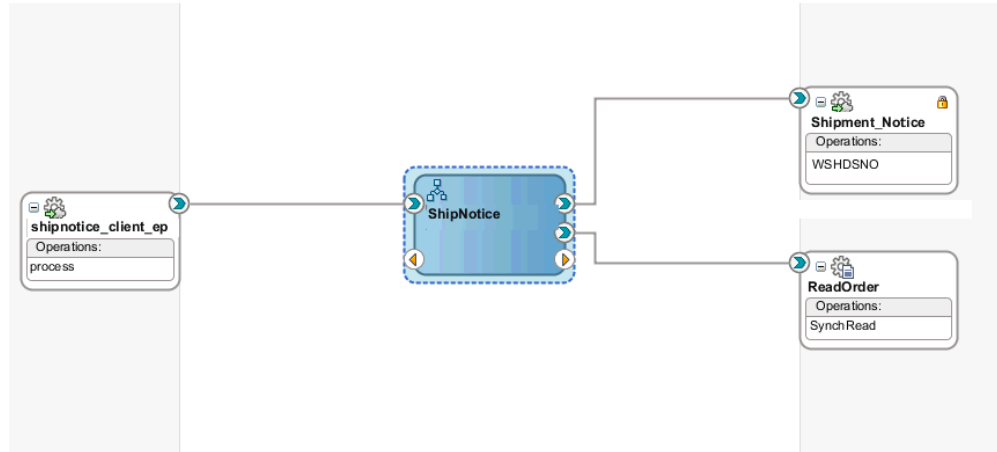 shipnotice_client_ep
Operations:
process
ShipNotice
Shipment_Notice
Operations:
WSHDSNO
ReadOrder
Operations:
SynchRead